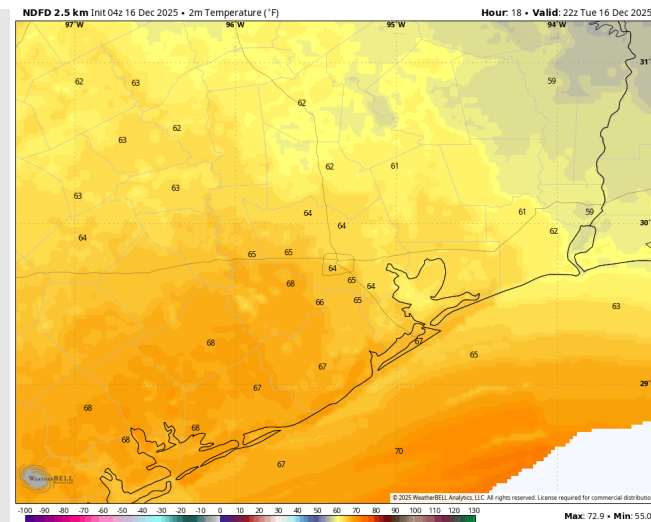 NDFD 2.5 km Init 04z 16 Dec 2025 • 2m Temperature (°F)
Hour: 18 • Valid: 22z Tue 16 Dec 2025
97°W 96°W 95°W 94°W
31°
62 63 59
62
62
63
62 61
63 63
64 61 59
30°
64 64 62
65 65
64
68 65 64
66 65 63
68 67 65
67
67 29°
68
68 68
70
67
WEATHERBELL
© 2025 WeatherBELL Analytics, LLC. All rights reserved. License required for commercial distributio
-100 -90 -80 -70 -60 -50 -40 -30 -20 -10 0 10 20 30 40 50 60 70 80 90 100 110 120 130
Max: 72.9 • Min: 55.0